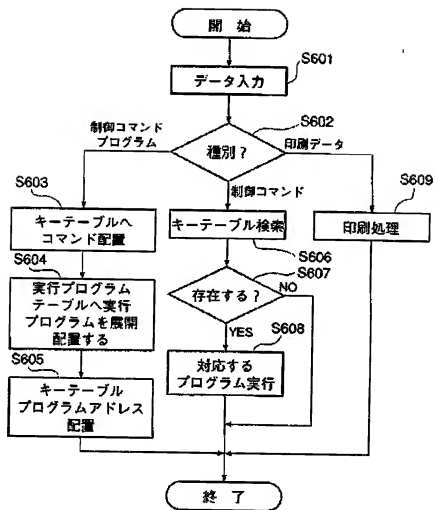 開 始
S601
データ入力
S602
制御コマンド
プログラム
種別？
印刷データ
制御コマンド
S603
キーテーブルへ
コマンド配置
キーテーブル検索
S606
S609
印刷処理
S604
実行プログラム
テーブルへ実行
プログラムを展開
配置する
S607
存在する？
NO
YES
S608
対応する
プログラム実行
S605
キーテーブル
プログラムアドレス
配置
終 了